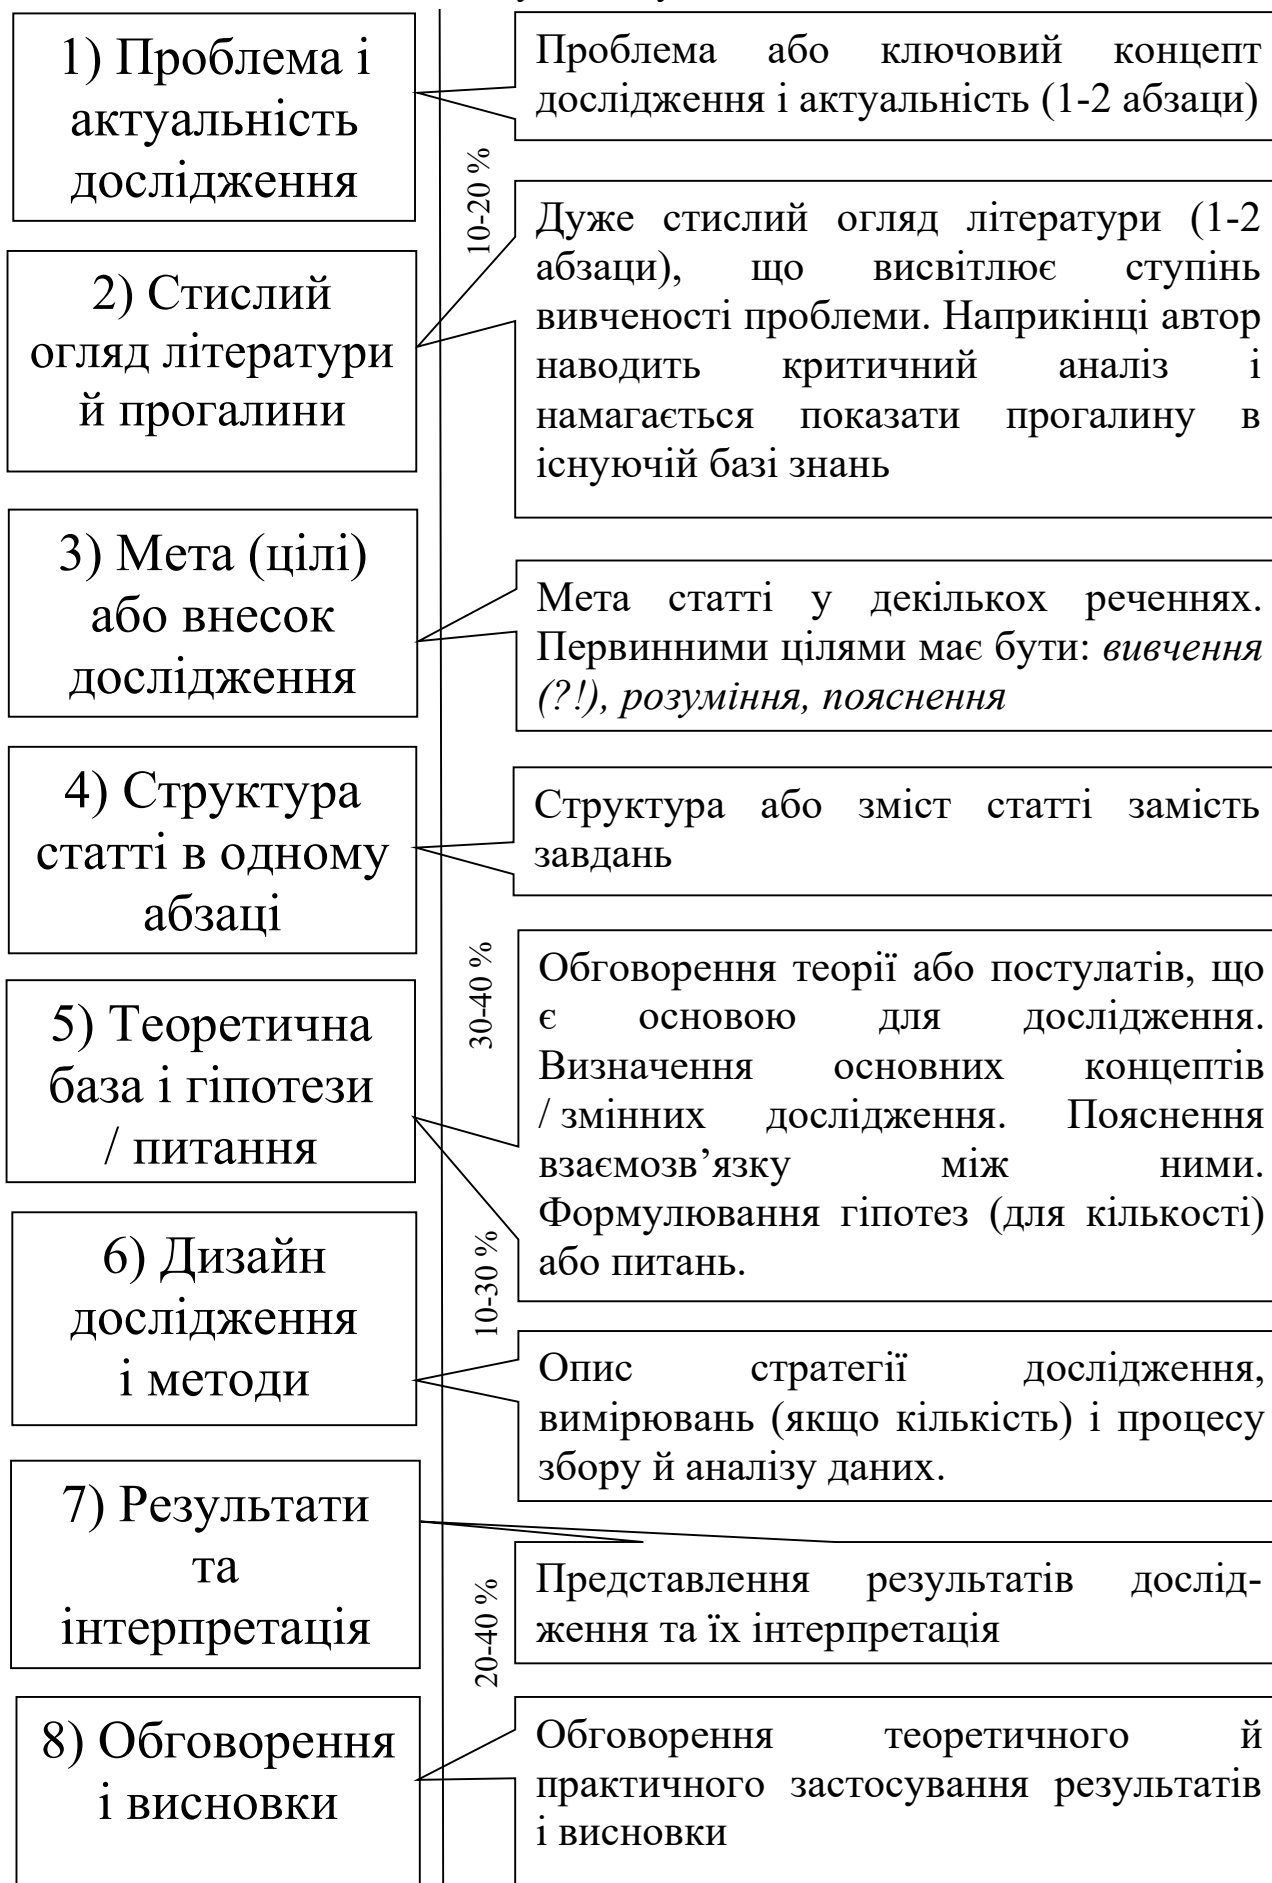 1) Проблема і
актуальність
дослідження
Проблема або ключовий концепт
дослідження і актуальність (1-2 абзаци)
10-20 %
2) Стислий
огляд літератури
й прогалини
Дуже стислий огляд літератури (1-2
абзаци), що висвітлює ступінь
вивченості проблеми. Наприкінці автор
наводить критичний аналіз і
намагається показати прогалину в
існуючій базі знань
3) Мета (цілі)
або внесок
дослідження
Мета статті у декількох реченнях.
Первинними цілями має бути: вивчення
(?!), розуміння, пояснення
4) Структура
статті в одному
абзаці
Структура або зміст статті замість
завдань
30-40 %
5) Теоретична
база і гіпотези
/ питання
Обговорення теорії або постулатів, що
є основою для дослідження.
Визначення основних концептів
/ змінних дослідження. Пояснення
взаємозв’язку між ними.
Формулювання гіпотез (для кількості)
або питань.
10-30 %
6) Дизайн
дослідження
і методи
Опис стратегії дослідження,
вимірювань (якщо кількість) і процесу
збору й аналізу даних.
7) Результати
та
інтерпретація
Представлення результатів дослід-
ження та їх інтерпретація
20-40 %
8) Обговорення
і висновки
Обговорення теоретичного й
практичного застосування результатів
і висновки